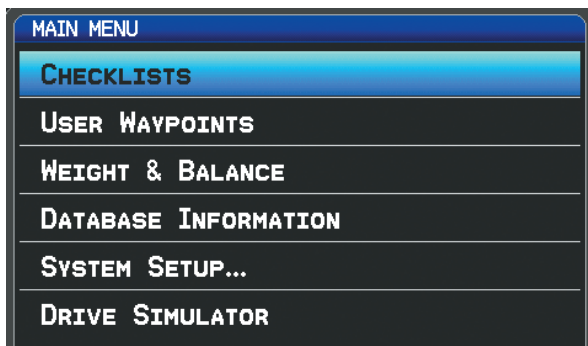 MAIN MENU
CHECKLISTS
USER WAYPOINTS
WEIGHT & BALANCE
DATABASE INFORMATION
SYSTEM SETUP...
DRIVE SIMULATOR